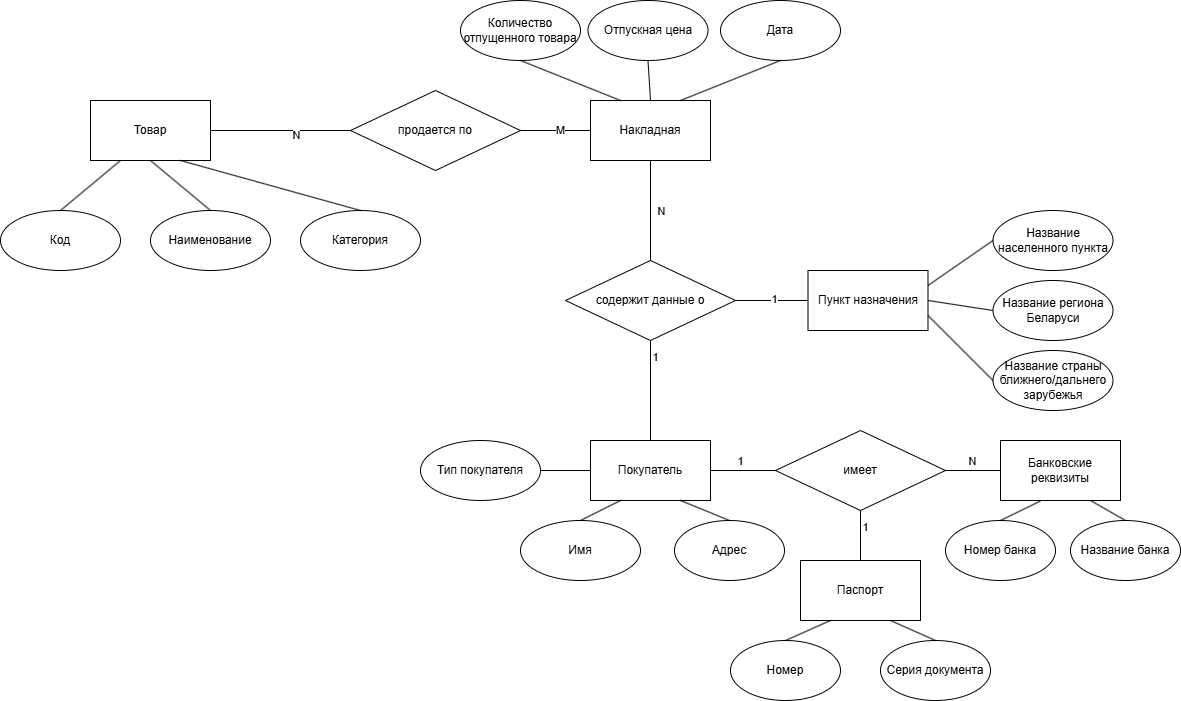 Количество
отпущенного товара
Отпускная цена
Дата
Товар
N
продается по
M
Накладная
Код
Наименование
Категория
N
Название
населенного пункта
содержит данные о
1
Пункт назначения
Название региона
Беларуси
1
Название страны
ближнего/дальнего
зарубежья
Тип покупателя
Покупатель
1
имеет
N
Банковские
реквизиты
Имя
Адрес
1
Номер банка
Название банка
Паспорт
Номер
Серия документа